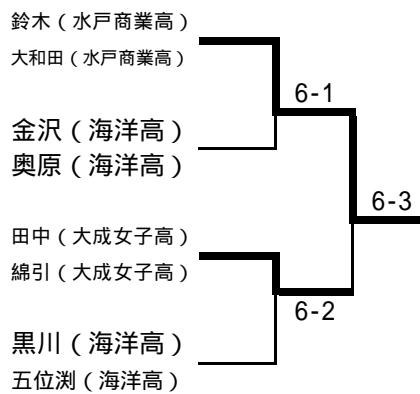 鈴木（水戸商業高）
大和田（水戸商業高）
6-1
金沢（海洋高）
奥原（海洋高）
6-3
田中（大成女子高）
綿引（大成女子高）
6-2
黒川（海洋高）
五位渕（海洋高）